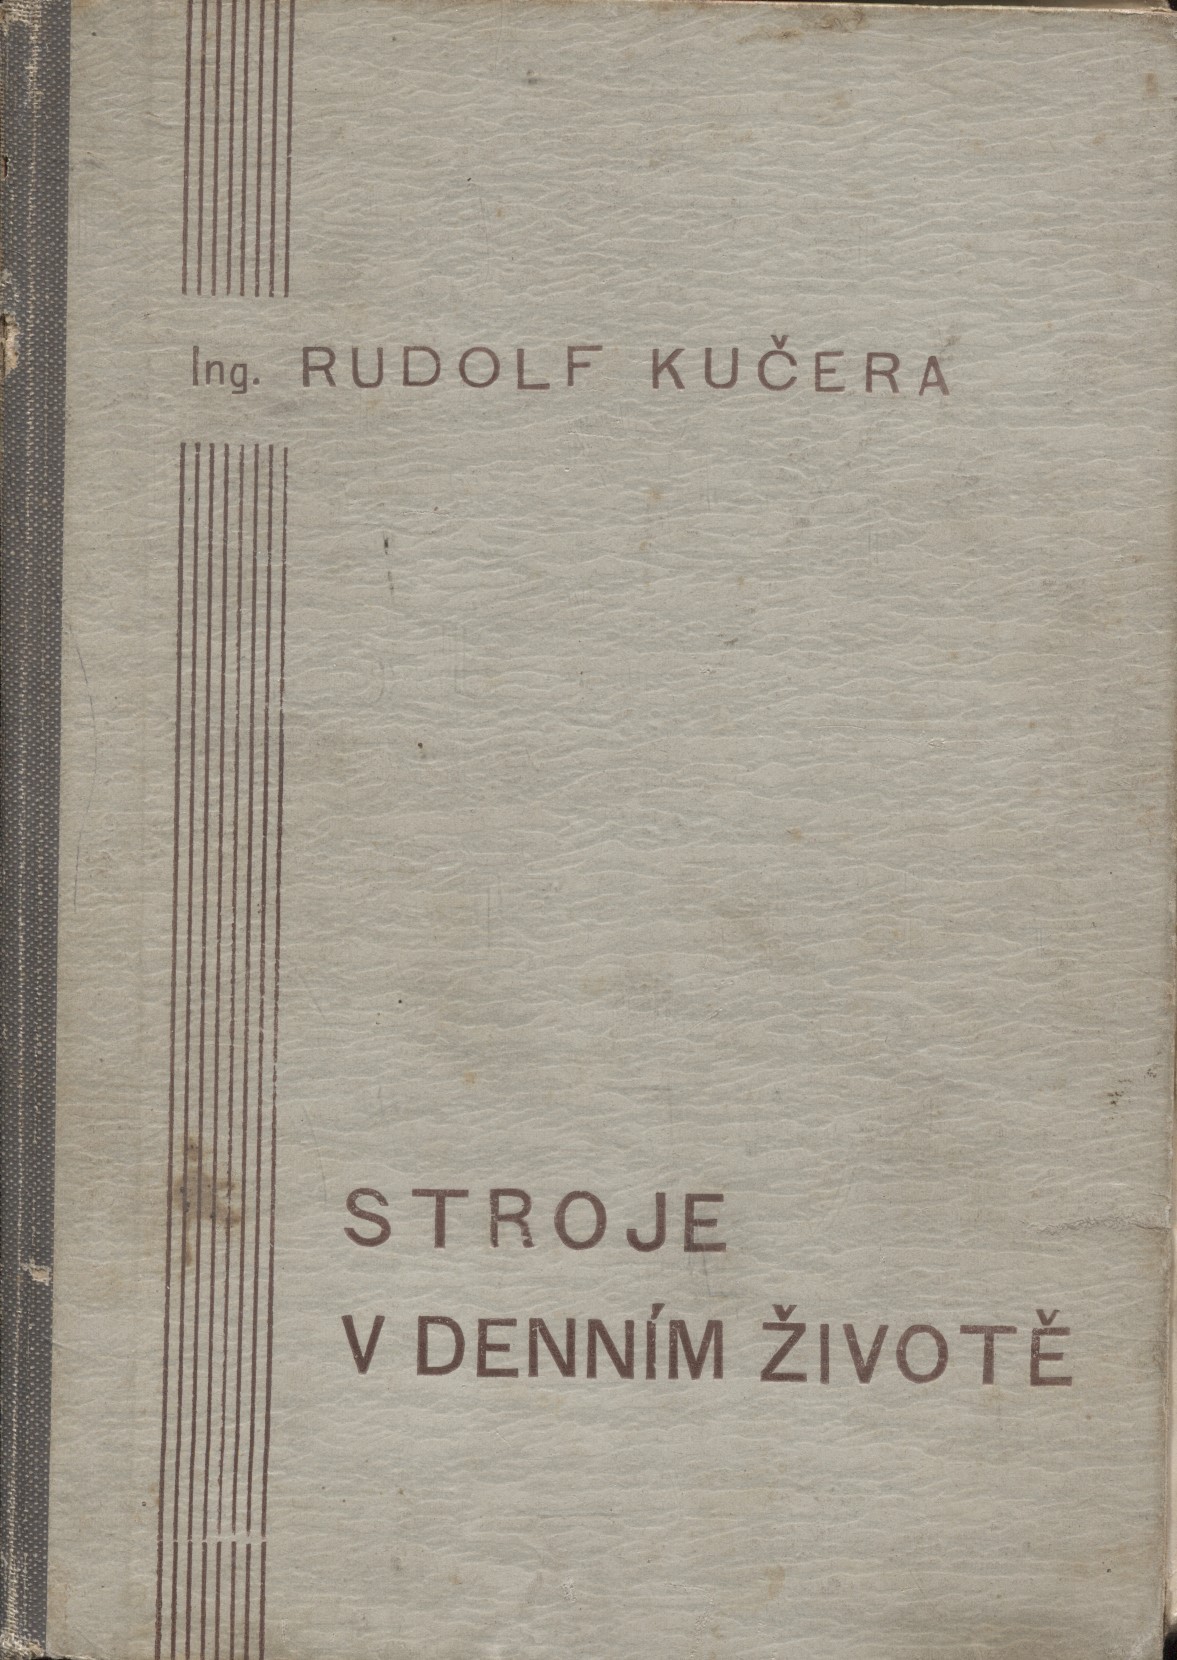 Ing. RUDOLF KUČERA
STROJE
V DENNÍM ŽIVOTĚ